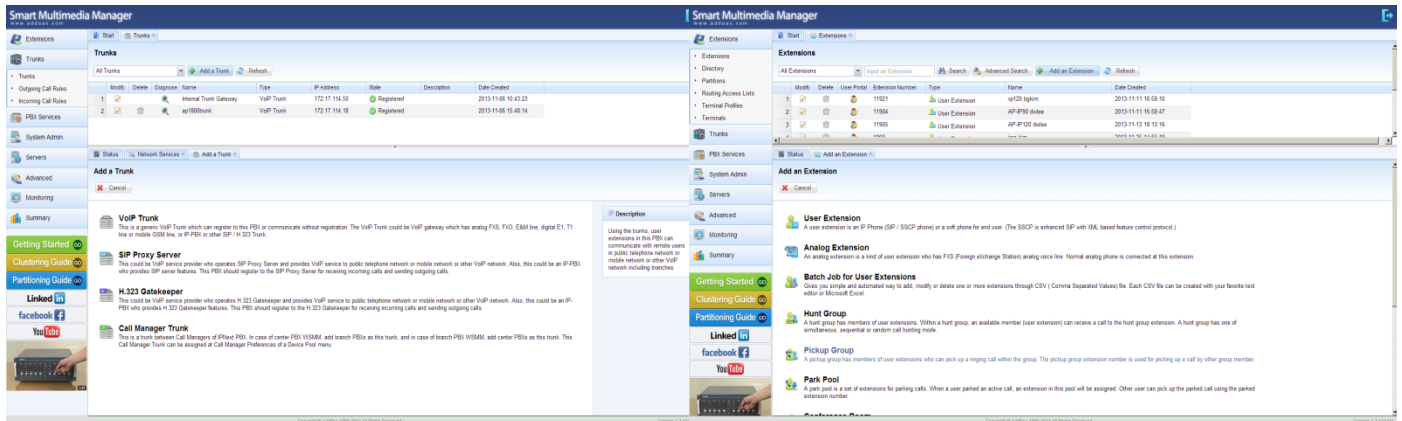 Smart Multimedia Manager
www.addpac.com
Extensions
Trunks
Trunks
Outgoing Call Rules
Incoming Call Rules
PBX Services
System Admin
Servers
Advanced
Monitoring
Summary
Getting Started GO
Clustering Guide GO
Partitioning Guide GO
Linked in
facebook f
You Tube
Start Trunks
Trunks
All Trunks Add a Trunk Refresh
Modify Delete Diagnose Name Type IP Address State Description Date Created
1 Internal Trunk Gateway VoIP Trunk 172.17.114.50 Registered 2013-11-06 10:43:23
2 ap1000trunk VoIP Trunk 172.17.114.18 Registered 2013-11-06 15:48:14
Status Network Services Add a Trunk
Add a Trunk
Cancel
VoIP Trunk
This is a generic VoIP Trunk which can register to this PBX or communicate without registration. The VoIP Trunk could be VoIP gateway which has analog FXS, FXO, E&M line, digital E1, T1
line or mobile GSM line, or IP-PBX or other SIP / H.323 Trunk.
SIP Proxy Server
This could be VoIP service provider who operates SIP Proxy Server and provides VoIP service to public telephone network or mobile network or other VoIP network. Also, this could be an IP-PBX
who provides SIP server features. This PBX should register to the SIP Proxy Server for receiving incoming calls and sending outgoing calls.
H.323 Gatekeeper
This could be VoIP service provider who operates H.323 Gatekeeper and provides VoIP service to public telephone network or mobile network or other VoIP network. Also, this could be an IP-
PBX who provides H.323 Gatekeeper features. This PBX should register to the H.323 Gatekeeper for receiving incoming calls and sending outgoing calls.
Call Manager Trunk
This is a trunk between Call Managers of IPNext PBX. In case of center PBX WSMM, add branch PBXs as this trunk, and in case of branch PBX WSMM, add center PBXs as this trunk. This
Call Manager Trunk can be assigned at Call Manager Preferences of a Device Pool menu.
Description
Using the trunks, user
extensions in this PBX can
communicate with remote users
in public telephone network or
mobile network or other VoIP
network including branches.
Smart Multimedia Manager
www.addpac.com
Extensions
Extensions
Directory
Partitions
Routing Access Lists
Terminal Profiles
Terminals
Trunks
PBX Services
System Admin
Servers
Advanced
Monitoring
Summary
Getting Started GO
Clustering Guide GO
Partitioning Guide GO
Linked in
facebook f
You Tube
Start Extensions
Extensions
All Extensions Input an Extension Search Advanced Search Add an Extension Refresh
Modify Delete User Portal Extension Number Type Name Date Created
1 11921 User Extension vp120 bgkim 2013-11-11 16:58:18
2 11904 User Extension AP-IP90 dwlee 2013-11-11 16:58:47
3 11905 User Extension AP-IP120 dwlee 2013-11-13 18:13:16
Status Add an Extension
Add an Extension
Cancel
User Extension
A user extension is an IP Phone (SIP / SSCP phone) or a soft phone for end user. (The SSCP is enhanced SIP with XML based feature control protocol.)
Analog Extension
An analog extension is a kind of user extension who has FXS (Foreign eXchange Station) analog voice line. Normal analog phone is connected at this extension.
Batch Job for User Extensions
Gives you simple and automated way to add, modify or delete one or more extensions through CSV ( Comma Separated Values) file. Each CSV file can be created with your favorite text
editor or Microsoft Excel.
Hunt Group
A hunt group has members of user extensions. Within a hunt group, an available member (user extension) can receive a call to the hunt group extension. A hunt group has one of
simultaneous, sequential or random call hunting mode.
Pickup Group
A pickup group has members of user extensions who can pick up a ringing call within the group. The pickup group extension number is used for picking up a call by other group member.
Park Pool
A park pool is a set of extensions for parking calls. When a user parked an active call, an extension in this pool will be assigned. Other user can pick up the parked call using the parked
extension number.
Conference Room